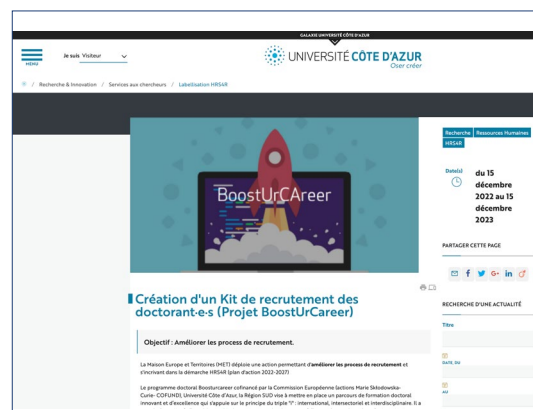 GALAXIE UNIVERSITÉ CÔTE D'AZUR
MENU
Je suis Visiteur
UNIVERSITÉ CÔTE D'AZUR
Oser créer
/ Recherche & Innovation / Services aux chercheurs / Labellisation HRS4R
BoostUrCAreer
Recherche Ressources Humaines
HRS4R
Date(s)
du 15
décembre
2022 au 15
décembre
2023
PARTAGER CETTE PAGE
Création d'un Kit de recrutement des
doctorant·e·s (Projet BoostUrCareer)
Objectif : Améliorer les process de recrutement.
La Maison Europe et Territoires (MET) déploie une action permettant d'améliorer les process de recrutement et
s'inscrivant dans la démarche HRS4R (plan d'action 2022-2027)
Le programme doctoral Boosturcareer cofinancé par la Commission Européenne (actions Marie Skłodowska-
Curie- COFUND), Université Côte d'Azur, la Région SUD vise à mettre en place un parcours de formation doctoral
innovant et d'excellence qui s'appuie sur le principe du triple "i" : international, intersectoriel et interdisciplinaire. Il a
RECHERCHE D'UNE ACTUALITÉ
Titre
DATE, DU
AU